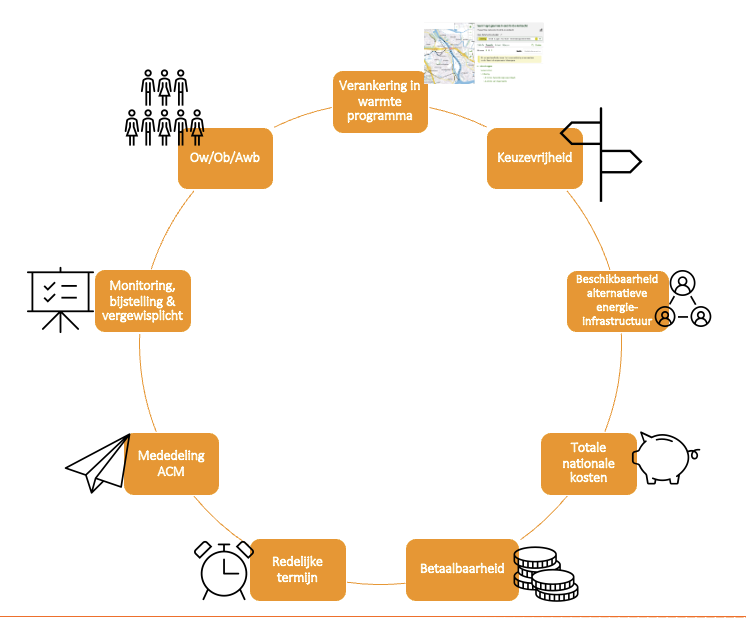 Verankering in
warmte
programma
Keuzevrijheid
Beschikbaarheid
alternatieve
energie-
infrastructuur
Totale
nationale
kosten
Betaalbaarheid
Redelijke
termijn
Mededeling
ACM
Monitoring,
bijstelling &
vergewisplicht
Ow/Ob/Awb